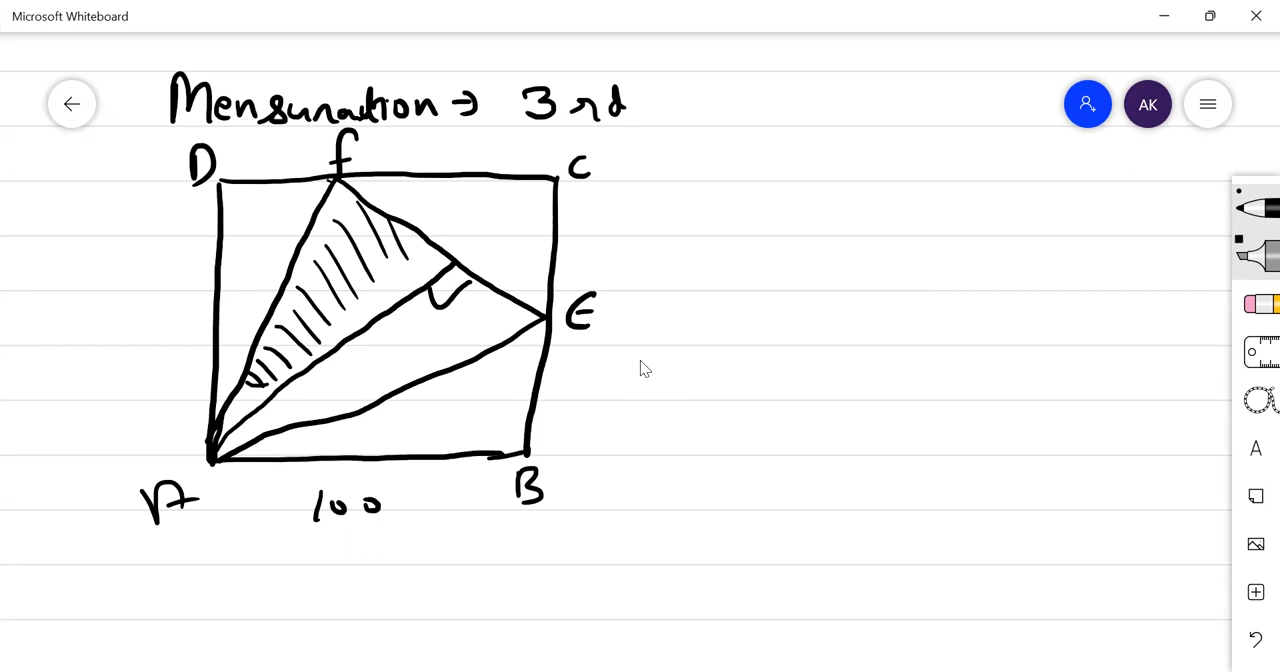 Microsoft Whiteboard
Mensuration → 3rd
D f C
AK
E
A 100 B
A